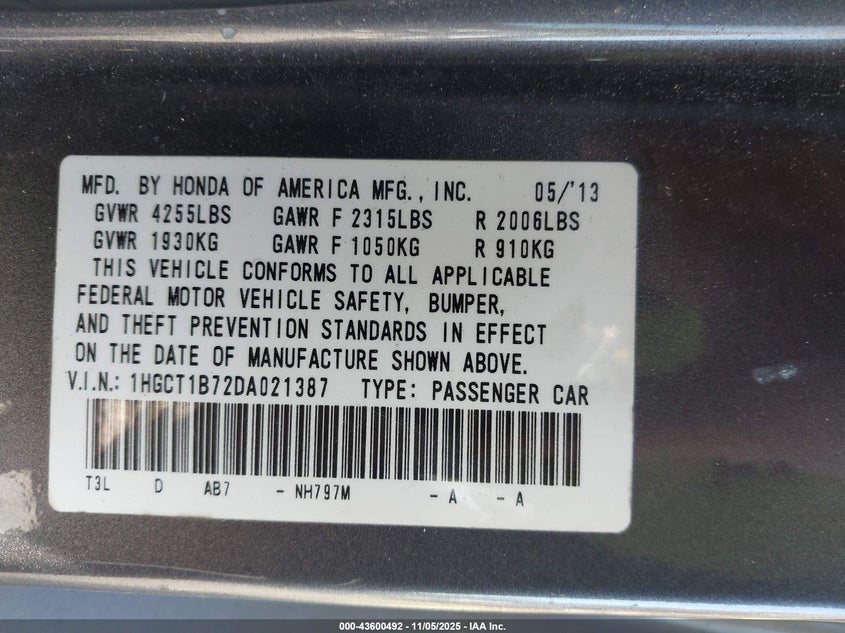 MFD. BY HONDA OF AMERICA MFG., INC. 05/'13
GVWR 4255LBS GAWR F 2315LBS R 2006LBS
GVWR 1930KG GAWR F 1050KG R 910KG
THIS VEHICLE CONFORMS TO ALL APPLICABLE
FEDERAL MOTOR VEHICLE SAFETY, BUMPER,
AND THEFT PREVENTION STANDARDS IN EFFECT
ON THE DATE OF MANUFACTURE SHOWN ABOVE.
V.I.N.: 1HGCT1B72DA021387 TYPE: PASSENGER CAR
T3L D AB7 - NH797M - A - A
000-43600492 - 11/05/2025 - IAA Inc.